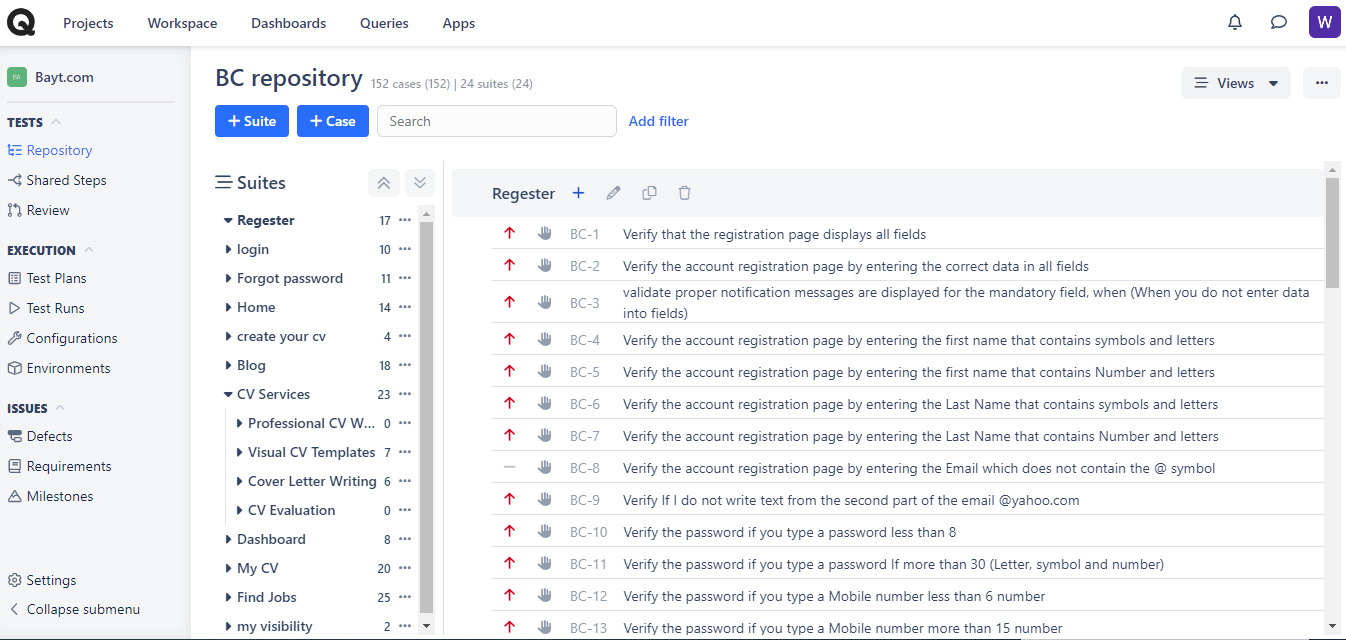 Projects Workspace Dashboards Queries Apps W
BA Bayt.com
TESTS
Repository
Shared Steps
Review
EXECUTION
Test Plans
Test Runs
Configurations
Environments
ISSUES
Defects
Requirements
Milestones
Settings
Collapse submenu
BC repository 152 cases (152) | 24 suites (24)
Views
+ Suite + Case Search Add filter
Suites
Regester 17
login 10
Forgot password 11
Home 14
create your cv 4
Blog 18
CV Services 23
Professional CV W... 0
Visual CV Templates 7
Cover Letter Writing 6
CV Evaluation 0
Dashboard 8
My CV 20
Find Jobs 25
my visibility 2
Regester
BC-1 Verify that the registration page displays all fields
BC-2 Verify the account registration page by entering the correct data in all fields
BC-3 validate proper notification messages are displayed for the mandatory field, when (When you do not enter data
into fields)
BC-4 Verify the account registration page by entering the first name that contains symbols and letters
BC-5 Verify the account registration page by entering the first name that contains Number and letters
BC-6 Verify the account registration page by entering the Last Name that contains symbols and letters
BC-7 Verify the account registration page by entering the Last Name that contains Number and letters
BC-8 Verify the account registration page by entering the Email which does not contain the @ symbol
BC-9 Verify If I do not write text from the second part of the email @yahoo.com
BC-10 Verify the password if you type a password less than 8
BC-11 Verify the password if you type a password If more than 30 (Letter, symbol and number)
BC-12 Verify the password if you type a Mobile number less than 6 number
BC-13 Verify the password if you type a Mobile number more than 15 number